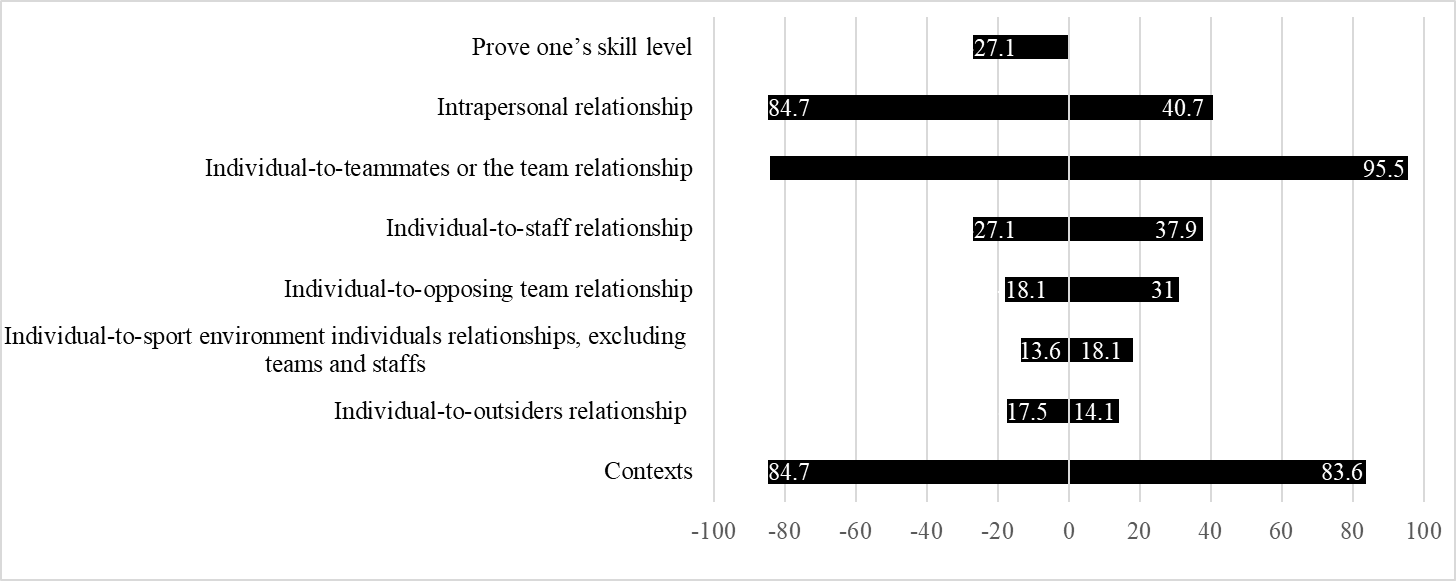 Prove one’s skill level
27.1
Intrapersonal relationship
84.7 40.7
Individual-to-teammates or the team relationship
95.5
Individual-to-staff relationship
27.1 37.9
Individual-to-opposing team relationship
18.1 31
Individual-to-sport environment individuals relationships, excluding
teams and staffs
13.6 18.1
Individual-to-outsiders relationship
17.5 14.1
Contexts
84.7 83.6
-100 -80 -60 -40 -20 0 20 40 60 80 100